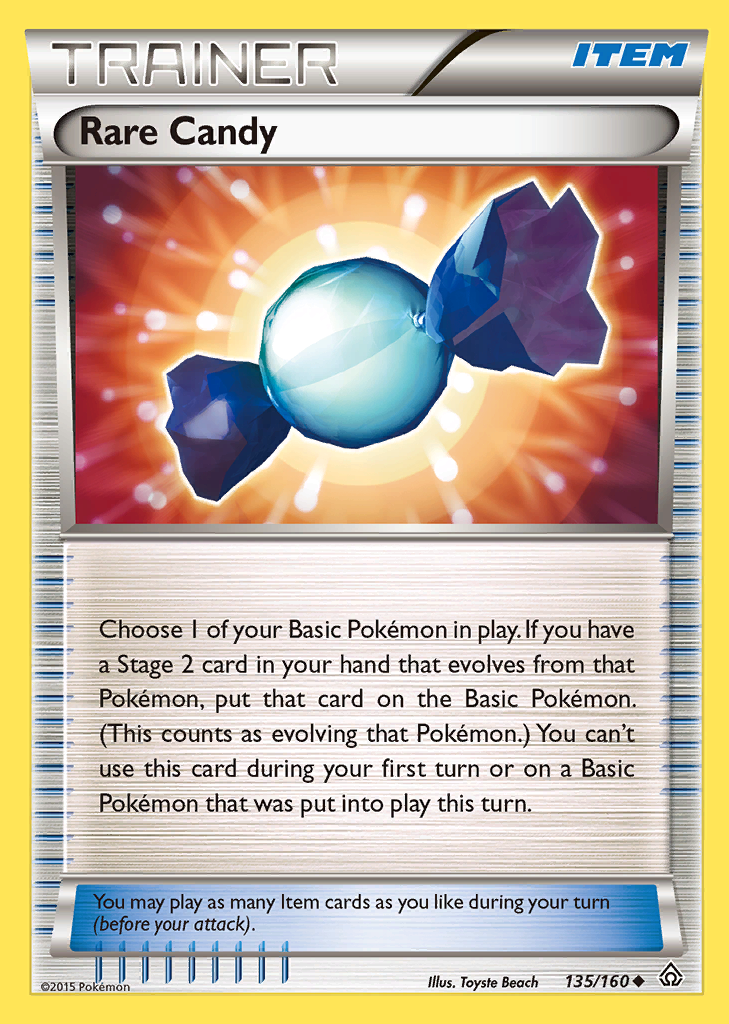 TRAINER
ITEM
Rare Candy
Choose 1 of your Basic Pokémon in play. If you have
a Stage 2 card in your hand that evolves from that
Pokémon, put that card on the Basic Pokémon.
(This counts as evolving that Pokémon.) You can't
use this card during your first turn or on a Basic
Pokémon that was put into play this turn.
You may play as many Item cards as you like during your turn
(before your attack).
©2015 Pokémon
Illus. Toyste Beach
135/160